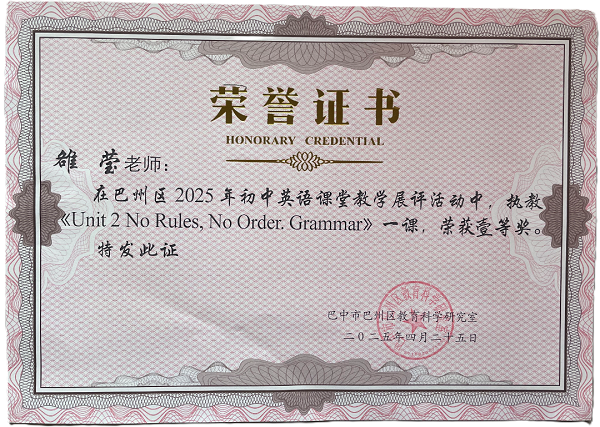 荣誉证书
HONORARY CREDENTIAL
雒 莹老师：
在巴州区2025年初中英语课堂教学展评活动中，执教
《Unit 2 No Rules, No Order. Grammar》一课，荣获壹等奖。
特发此证
巴中市巴州区教育科学研究室
二〇二五年四月二十五日